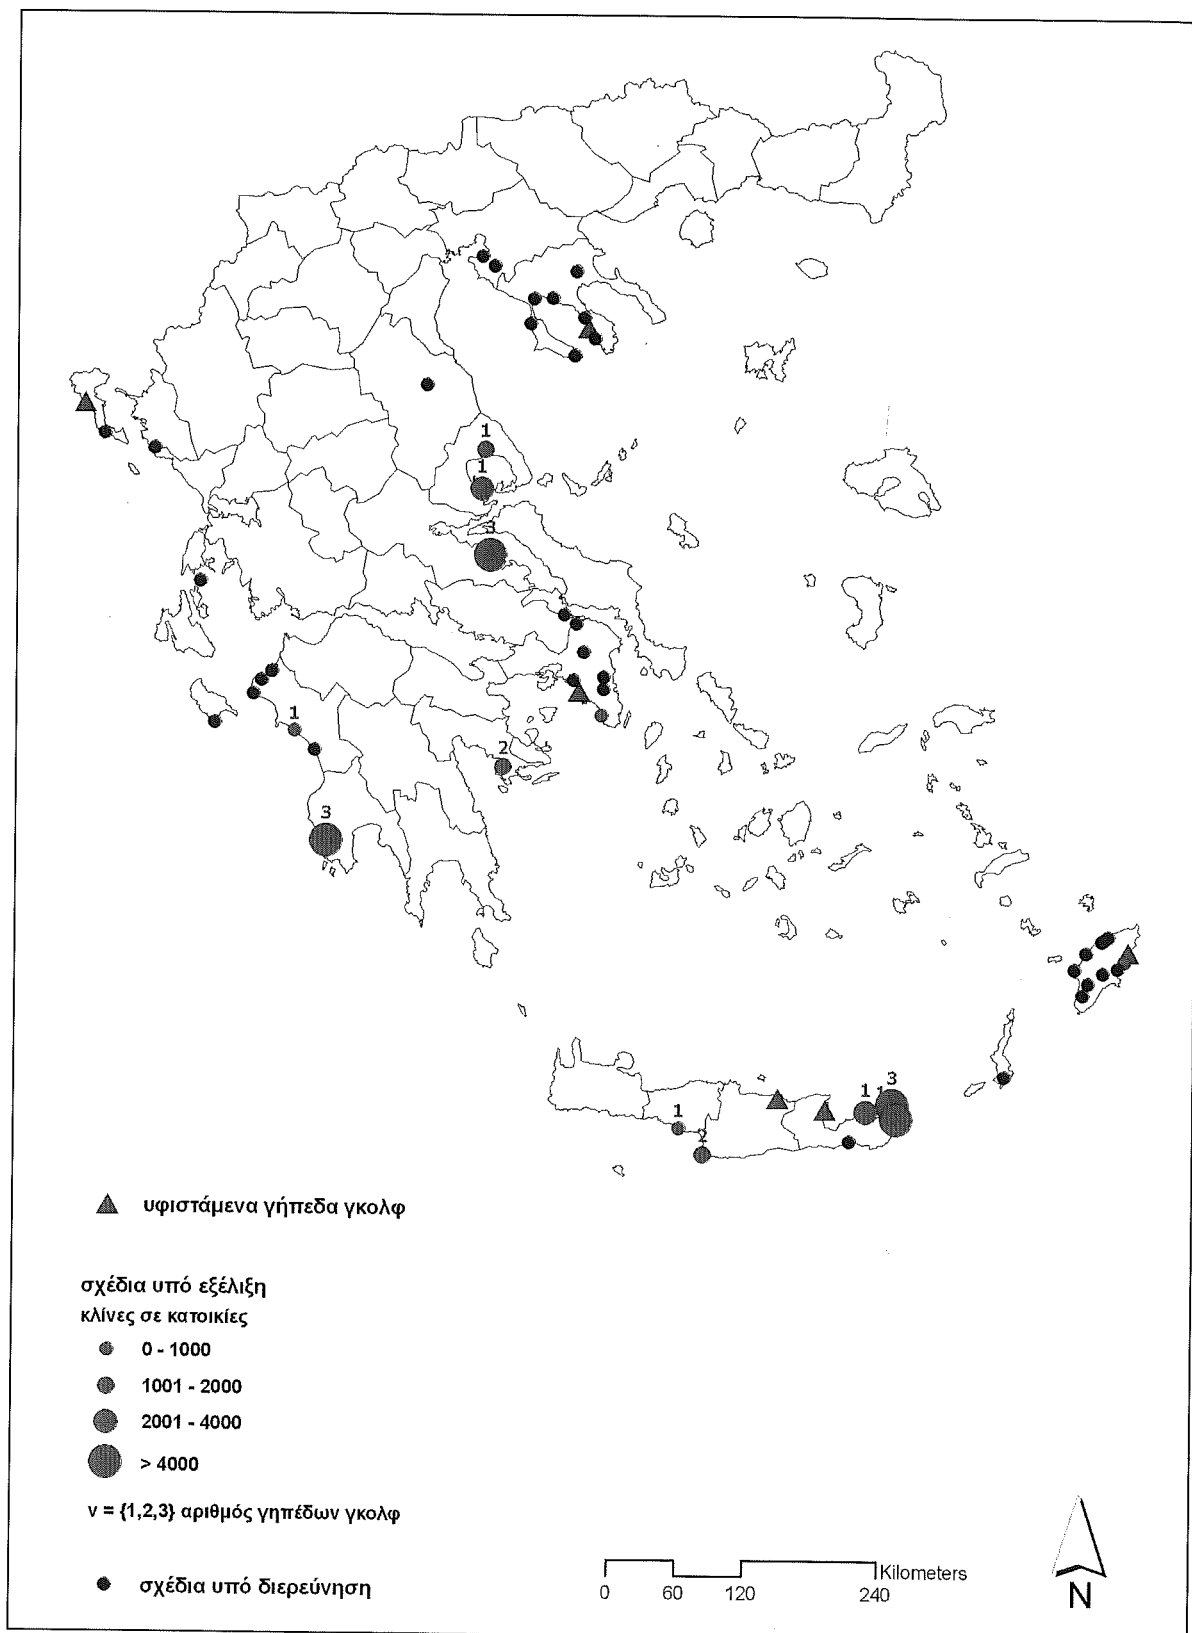 1
1
3
1
2
3
3
1
1
1
2
υφιστάμενα γήπεδα γκολφ
σχέδια υπό εξέλιξη
κλίνες σε κατοικίες
0 - 1000
1001 - 2000
2001 - 4000
> 4000
ν = {1,2,3} αριθμός γηπέδων γκολφ
σχέδια υπό διερεύνηση
Kilometers
0 60 120 240
N